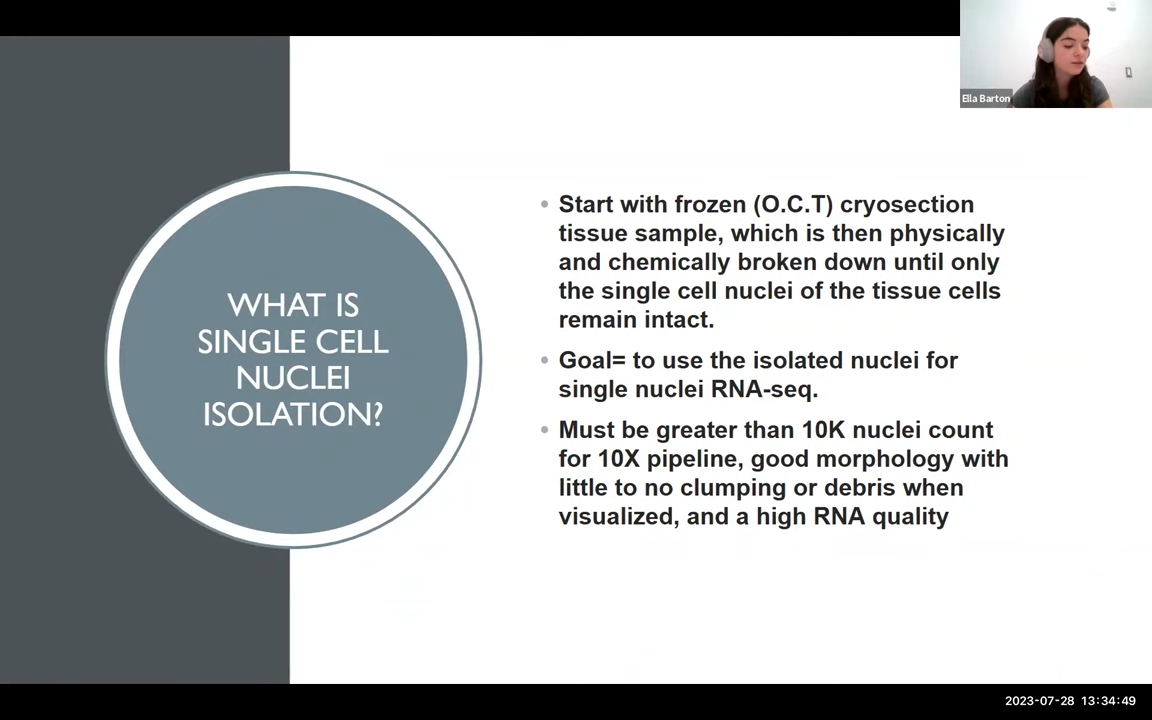 Ella Barton
WHAT IS
SINGLE CELL
NUCLEI
ISOLATION?
• Start with frozen (O.C.T) cryosection
tissue sample, which is then physically
and chemically broken down until only
the single cell nuclei of the tissue cells
remain intact.
• Goal= to use the isolated nuclei for
single nuclei RNA-seq.
• Must be greater than 10K nuclei count
for 10X pipeline, good morphology with
little to no clumping or debris when
visualized, and a high RNA quality
2023-07-28 13:34:49